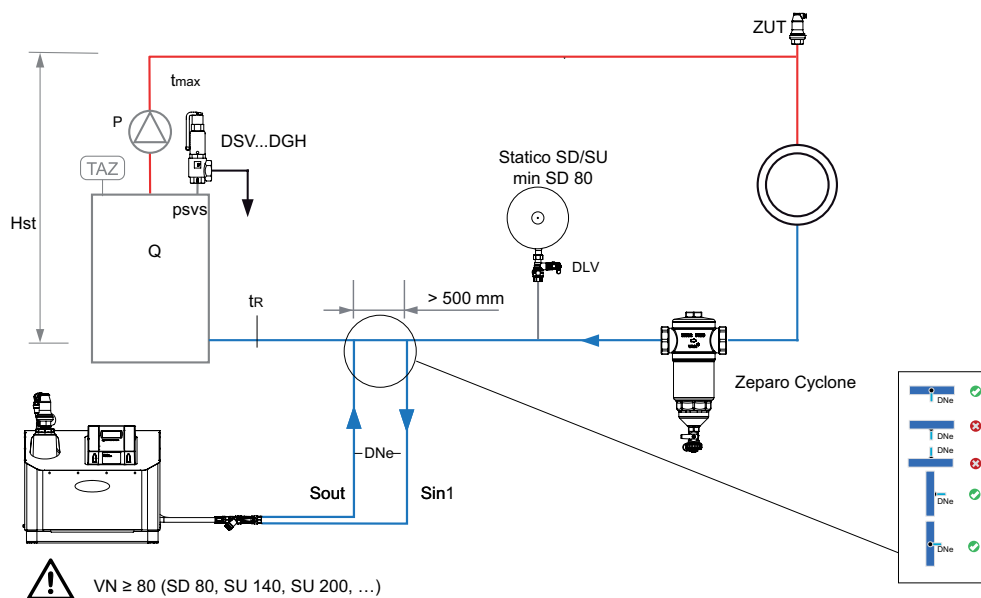 ZUT
tmax
P
DSV...DGH
TAZ
Statico SD/SU
min SD 80
psvs
Hst
Q
DLV
> 500 mm
tR
Zeparo Cyclone
DNe
DNe
DNe
DNe
DNe
DNe
Sout
Sin1
VN ≥ 80 (SD 80, SU 140, SU 200, …)